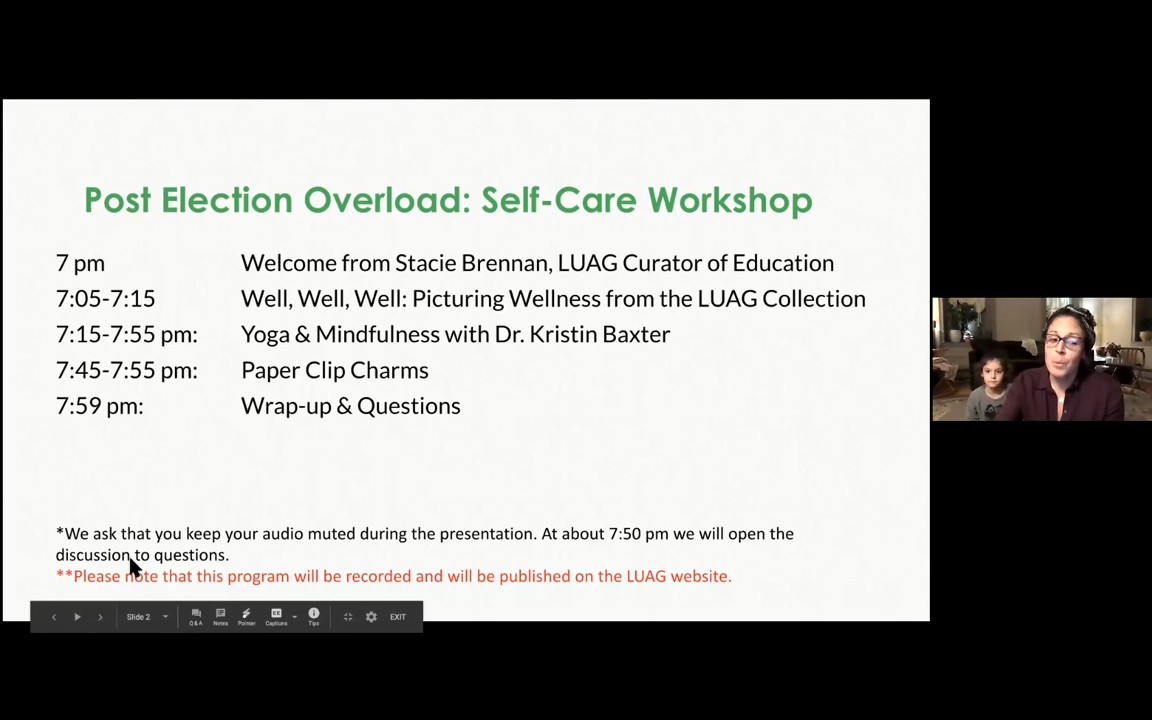 Post Election Overload: Self-Care Workshop
7 pm Welcome from Stacie Brennan, LUAG Curator of Education
7:05-7:15 Well, Well, Well: Picturing Wellness from the LUAG Collection
7:15-7:55 pm: Yoga & Mindfulness with Dr. Kristin Baxter
7:45-7:55 pm: Paper Clip Charms
7:59 pm: Wrap-up & Questions
*We ask that you keep your audio muted during the presentation. At about 7:50 pm we will open the
discussion to questions.
**Please note that this program will be recorded and will be published on the LUAG website.
Slide 2 Q & A Notes Pointer CC Captions Tips EXIT